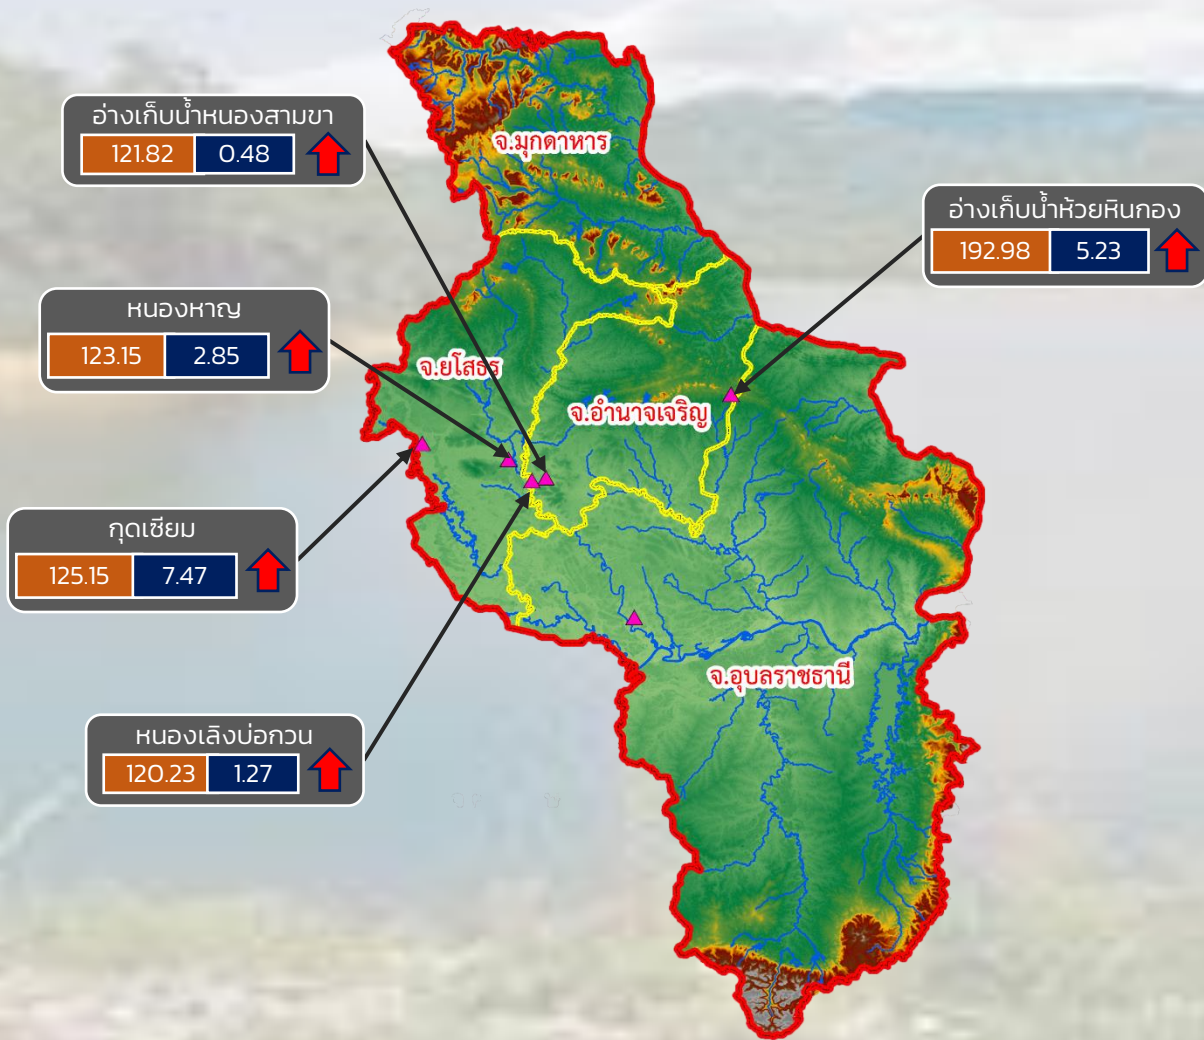 อ่างเก็บน้ำหนองสามขา
121.82 0.48
จ.มุกดาหาร
อ่างเก็บน้ำห้วยหินกอง
192.98 5.23
หนองหาญ
123.15 2.85
จ.ยโสธร
จ.อำนาจเจริญ
กุดเซียม
125.15 7.47
จ.อุบลราชธานี
หนองเลิงบ่อกวน
120.23 1.27